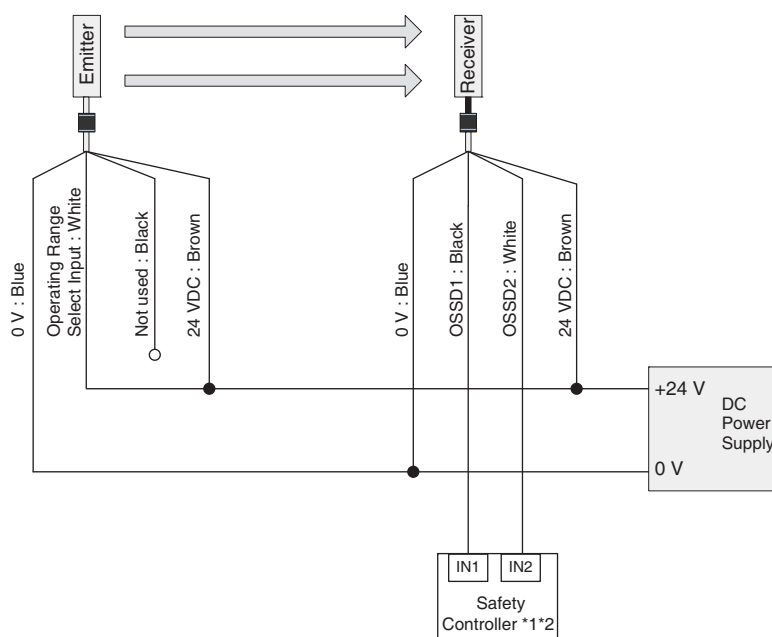 Emitter
Receiver
0 V : Blue
Operating Range
Select Input : White
Not used : Black
24 VDC : Brown
0 V : Blue
OSSD1 : Black
OSSD2 : White
24 VDC : Brown
+24 V
DC
Power
Supply
0 V
IN1
IN2
Safety
Controller *1*2